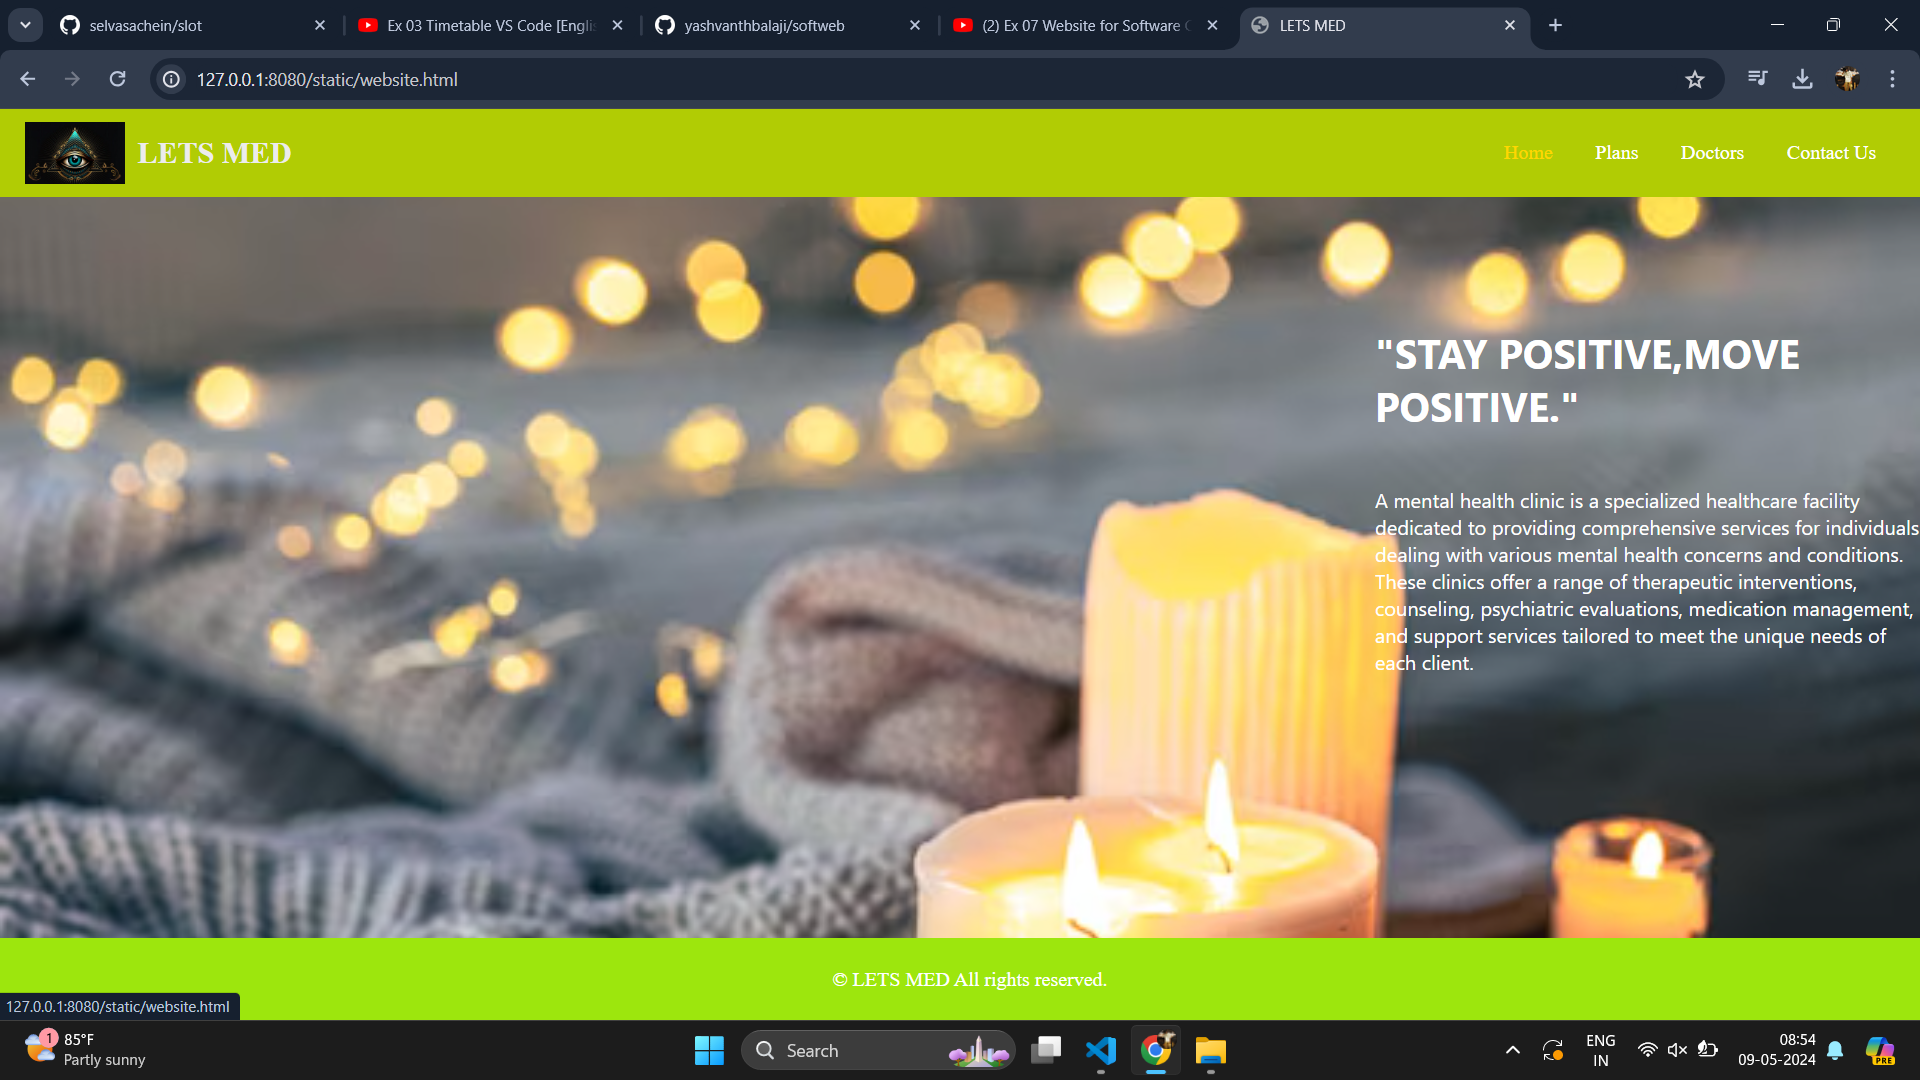 selvasachein/slot
Ex 03 Timetable VS Code [Engli
yashvanthbalaji/softweb
(2) Ex 07 Website for Software C
LETS MED
127.0.0.1:8080/static/website.html
LETS MED
Home
Plans
Doctors
Contact Us
"STAY POSITIVE,MOVE
POSITIVE."
A mental health clinic is a specialized healthcare facility
dedicated to providing comprehensive services for individuals
dealing with various mental health concerns and conditions.
These clinics offer a range of therapeutic interventions,
counseling, psychiatric evaluations, medication management,
and support services tailored to meet the unique needs of
each client.
© LETS MED All rights reserved.
127.0.0.1:8080/static/website.html
1
85°F
Partly sunny
Search
ENG
IN
08:54
09-05-2024
PRE